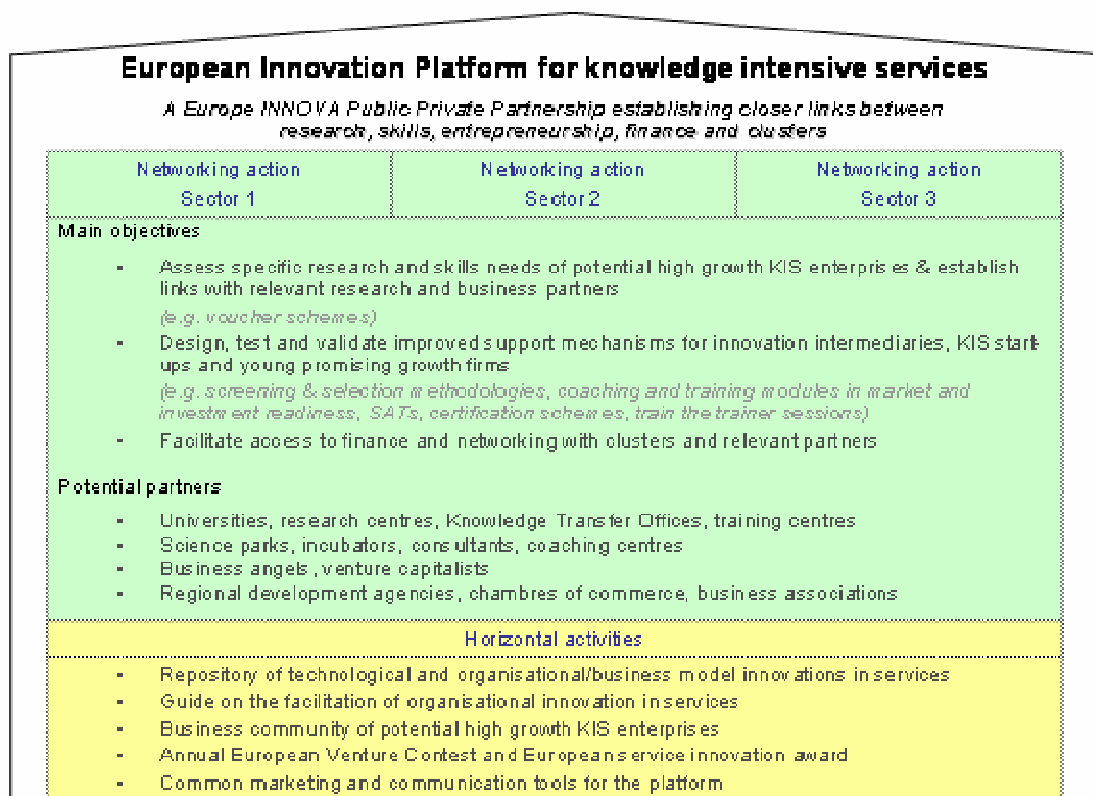 European Innovation Platform for knowledge intensive services
A Europe INNOVA Public Private Partnership establishing closer links between
research, skills, entrepreneurship, finance and clusters
Networking action Networking action Networking action
Sector 1 Sector 2 Sector 3
Main objectives
- Assess specific research and skills needs of potential high growth KIS enterprises & establish
links with relevant research and business partners
(e.g. voucher schemes)
- Design, test and validate improved support mechanisms for innovation intermediaries, KIS start-
ups and young promising growth firms
(e.g. screening & selection methodologies, coaching and training modules in market and
investment readiness, SATs, certification schemes, train the trainer sessions)
- Facilitate access to finance and networking with clusters and relevant partners
Potential partners
- Universities, research centres, Knowledge Transfer Offices, training centres
- Science parks, incubators, consultants, coaching centres
- Business angels, venture capitalists
- Regional development agencies, chambres of commerce, business associations
Horizontal activities
- Repository of technological and organisational/business model innovations in services
- Guide on the facilitation of organisational innovation in services
- Business community of potential high growth KIS enterprises
- Annual European Venture Contest and European service innovation award
- Common marketing and communication tools for the platform